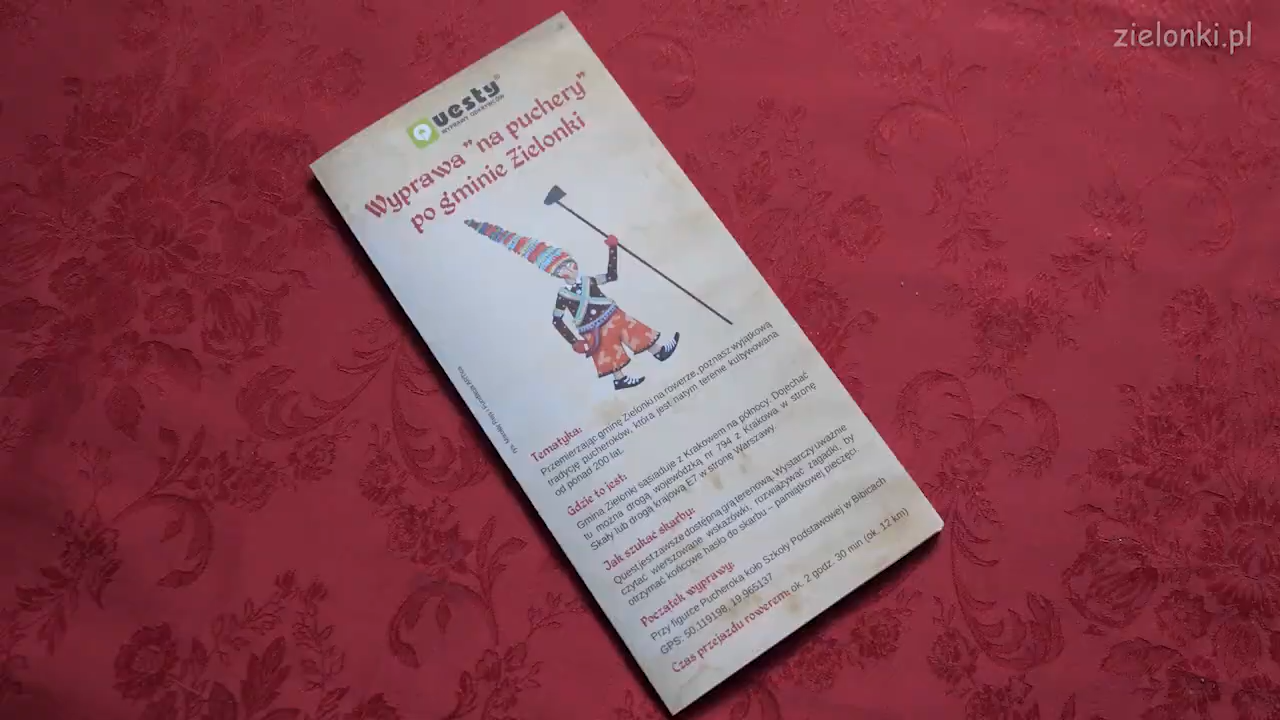 zielonki.pl
Questy®
WYPRAWY ODKRYWCÓW
Wyprawa "na puchery"
po gminie Zielonki
Tematyka:
Przemierzając gminę Zielonki na rowerze, poznasz wyjątkową
tradycję pucheroków, która jest na tym terenie kultywowana
od ponad 200 lat.
Gdzie to jest:
Gmina Zielonki sąsiaduje z Krakowem na północy. Dojechać
tu można drogą wojewódzką nr 794 z Krakowa w stronę
Skały lub drogą krajową E7 w stronę Warszawy.
Jak szukać skarbu:
Quest jest zawsze dostępną grą terenową. Wystarczy uważnie
czytać wierszowane wskazówki, rozwiązywać zagadki, by
otrzymać końcowe hasło do skarbu – pamiątkowej pieczęci.
Początek wyprawy:
Przy figurce Pucheroka koło Szkoły Podstawowej w Bibicach
GPS: 50.119198, 19.965137
Czas przejazdu rowerem: ok. 2 godz. 30 min (ok. 12 km)